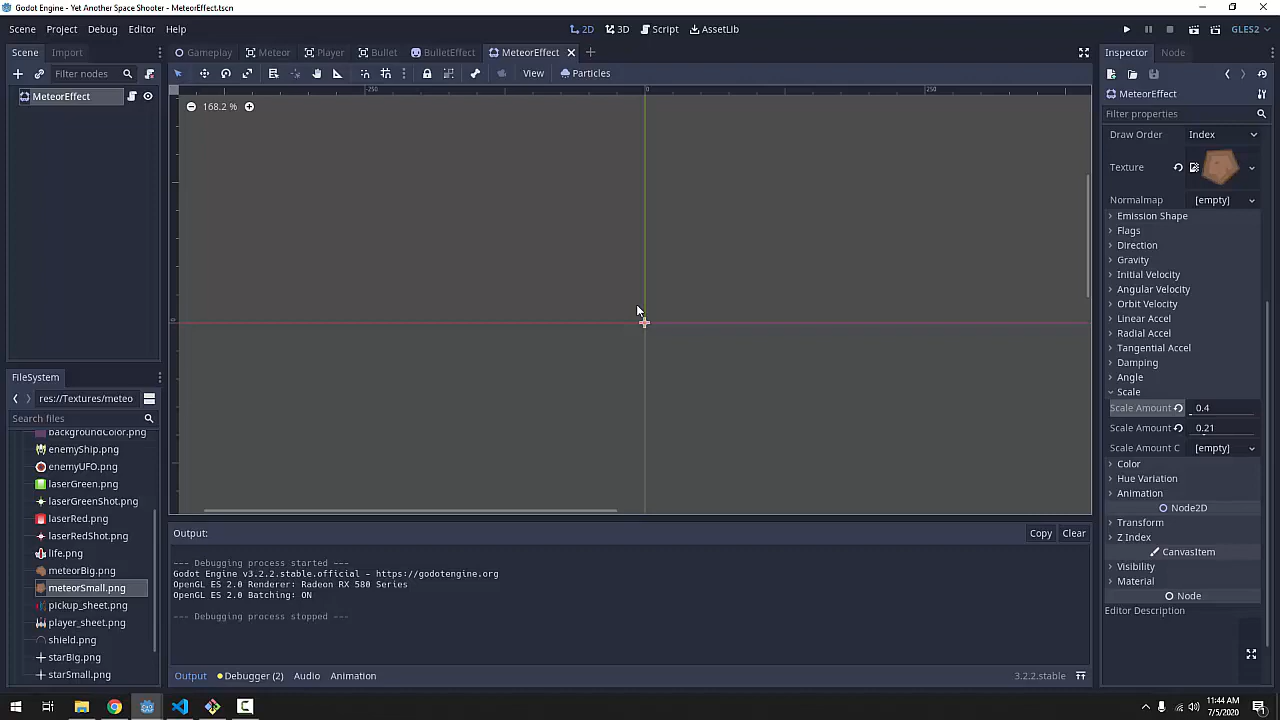 Godot Engine - Yet Another Space Shooter - MeteorEffect.tscn
Scene Project Debug Editor Help
2D 3D Script AssetLib
GLES2
Scene Import
Gameplay Meteor Player Bullet BulletEffect MeteorEffect
Inspector Node
Filter nodes
View Particles
MeteorEffect
MeteorEffect
168.2 %
-250 0 250
0
Filter properties
Draw Order Index
Texture
Normalmap [empty]
Emission Shape
Flags
Direction
Gravity
Initial Velocity
Angular Velocity
Orbit Velocity
Linear Accel
Radial Accel
Tangential Accel
Damping
Angle
Scale
Scale Amount 0.4
Scale Amount 0.21
Scale Amount C [empty]
Color
Hue Variation
Animation
Node2D
Transform
Z Index
CanvasItem
Visibility
Material
Node
Editor Description
FileSystem
res://Textures/meteo
Search files
backgroundColor.png
enemyShip.png
enemyUFO.png
laserGreen.png
laserGreenShot.png
laserRed.png
laserRedShot.png
life.png
meteorBig.png
meteorSmall.png
pickup_sheet.png
player_sheet.png
shield.png
starBig.png
starSmall.png
Output:
Copy Clear
--- Debugging process started ---
Godot Engine v3.2.2.stable.official - https://godotengine.org
OpenGL ES 2.0 Renderer: Radeon RX 580 Series
OpenGL ES 2.0 Batching: ON
--- Debugging process stopped ---
Output Debugger (2) Audio Animation
3.2.2.stable
11:44 AM
7/5/2020